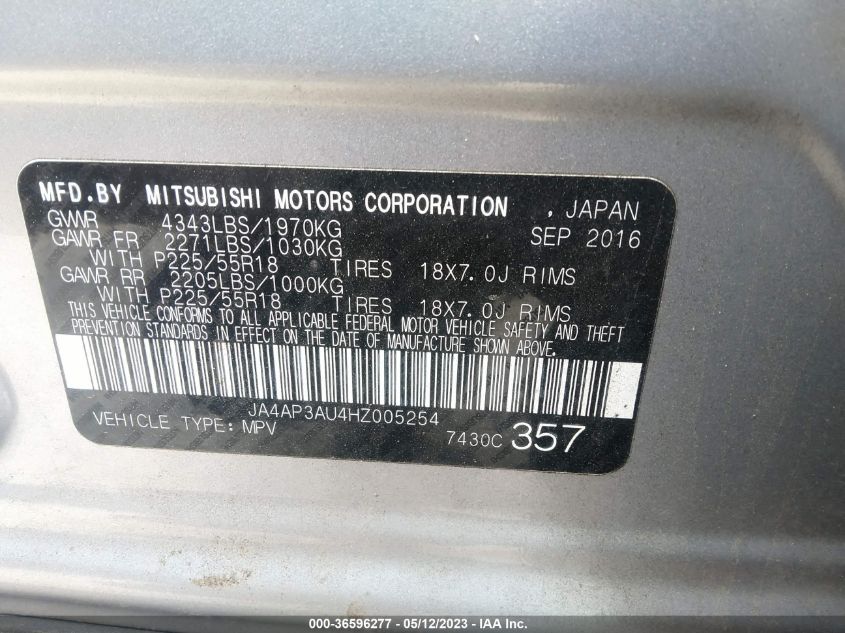 MFD.BY MITSUBISHI MOTORS CORPORATION , JAPAN
GVWR 4343LBS/1970KG SEP 2016
GAWR FR 2271LBS/1030KG
WITH P225/55R18 TIRES 18X7.0J RIMS
GAWR RR 2205LBS/1000KG
WITH P225/55R18 TIRES 18X7.0J RIMS
THIS VEHICLE CONFORMS TO ALL APPLICABLE FEDERAL MOTOR VEHICLE SAFETY AND THEFT
PREVENTION STANDARDS IN EFFECT ON THE DATE OF MANUFACTURE SHOWN ABOVE.
JA4AP3AU4HZ005254
VEHICLE TYPE: MPV 7430C 357
000-36596277 - 05/12/2023 - © IAA Inc.